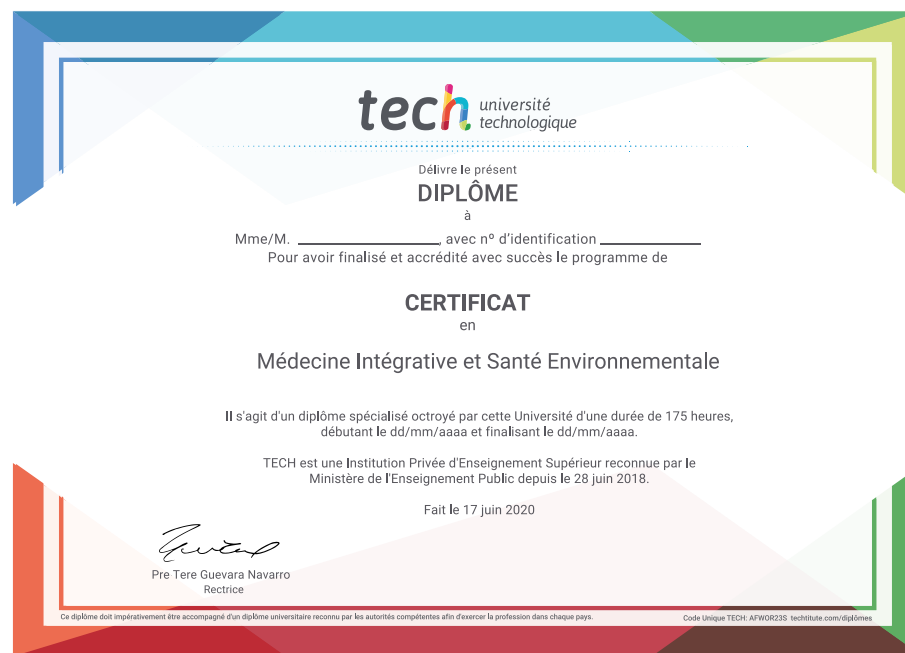 tech université
technologique
Délivre le présent
DIPLÔME
à
Mme/M. ____________________, avec nº d'identification ______________
Pour avoir finalisé et accrédité avec succès le programme de
CERTIFICAT
en
Médecine Intégrative et Santé Environnementale
Il s'agit d'un diplôme spécialisé octroyé par cette Université d'une durée de 175 heures,
débutant le dd/mm/aaaa et finalisant le dd/mm/aaaa.
TECH est une Institution Privée d'Enseignement Supérieur reconnue par le
Ministère de l'Enseignement Public depuis le 28 juin 2018.
Fait le 17 juin 2020
Pre Tere Guevara Navarro
Rectrice
Ce diplôme doit impérativement être accompagné d'un diplôme universitaire reconnu par les autorités compétentes afin d'exercer la profession dans chaque pays.
Code Unique TECH: AFWOR23S techtitute.com/diplômes